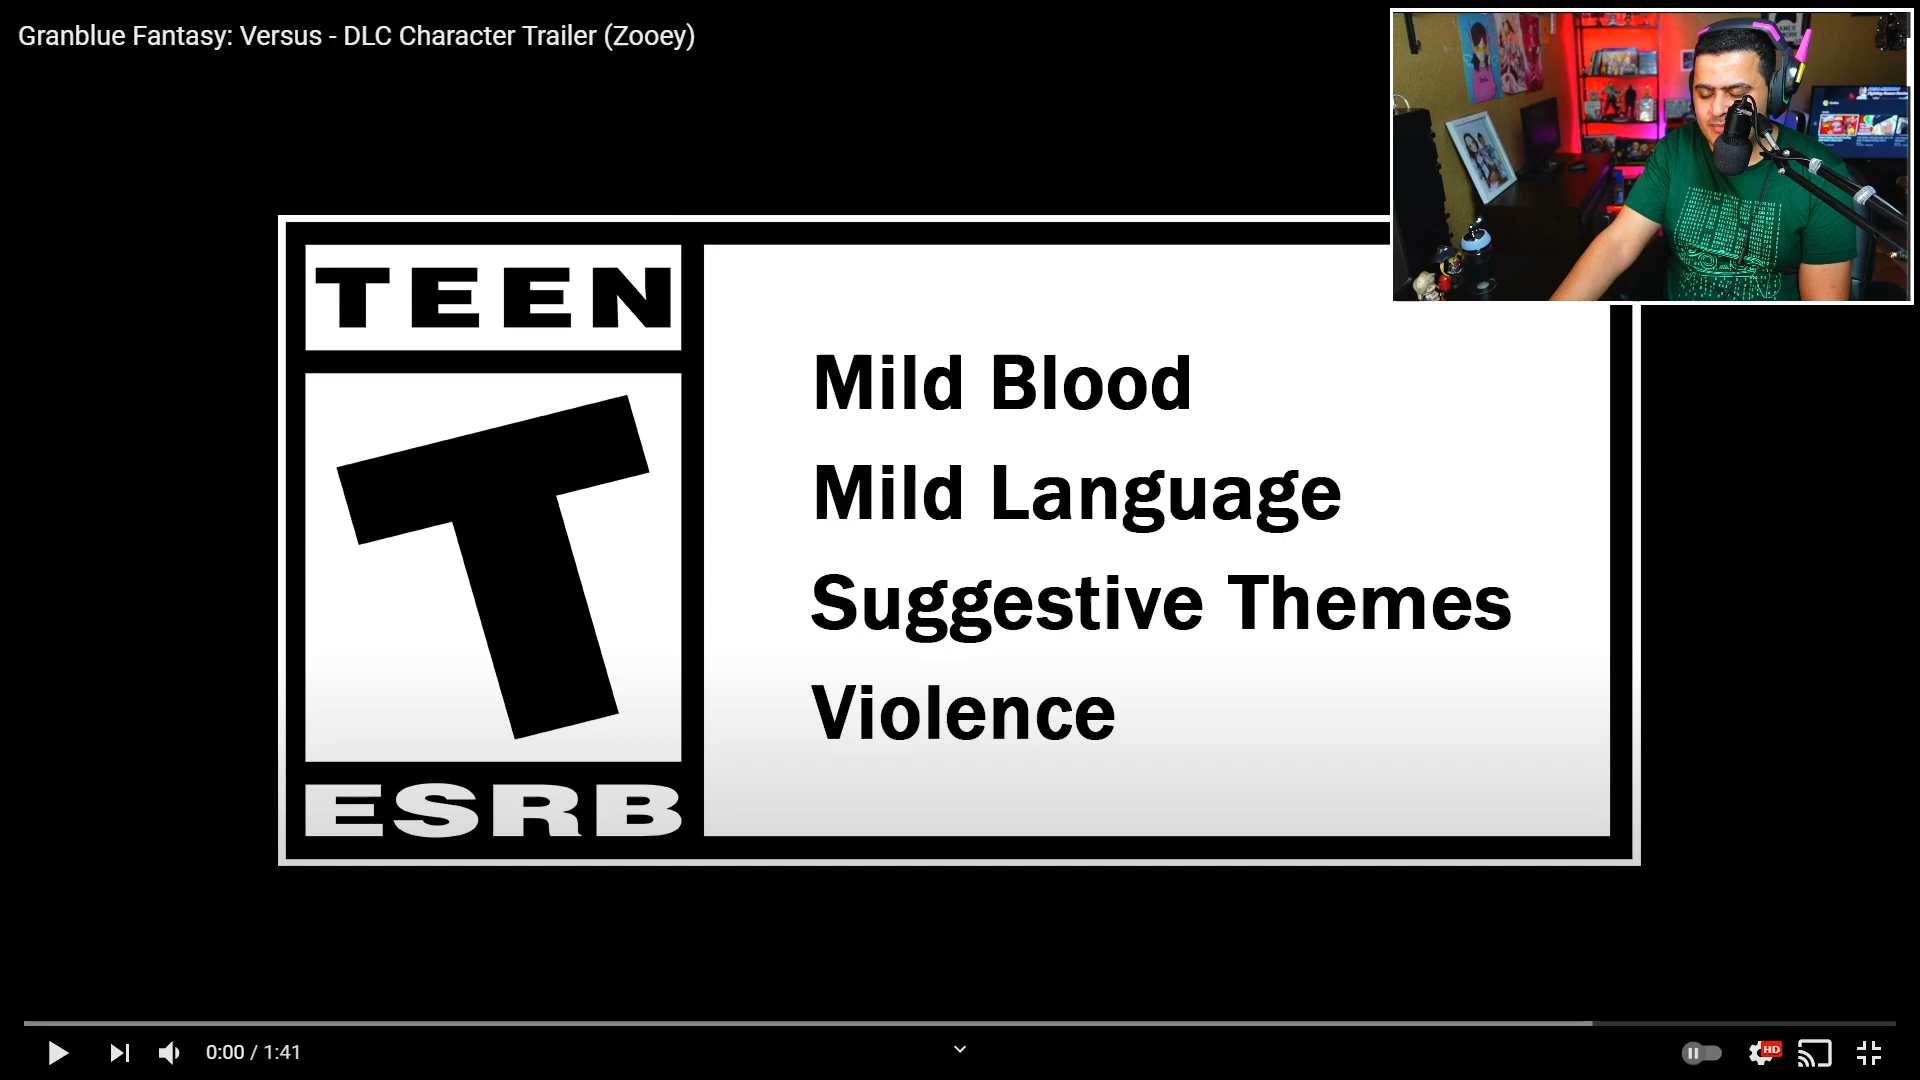 Granblue Fantasy: Versus - DLC Character Trailer (Zooey)
TEEN
T
ESRB
Mild Blood
Mild Language
Suggestive Themes
Violence
0:00 / 1:41
HD